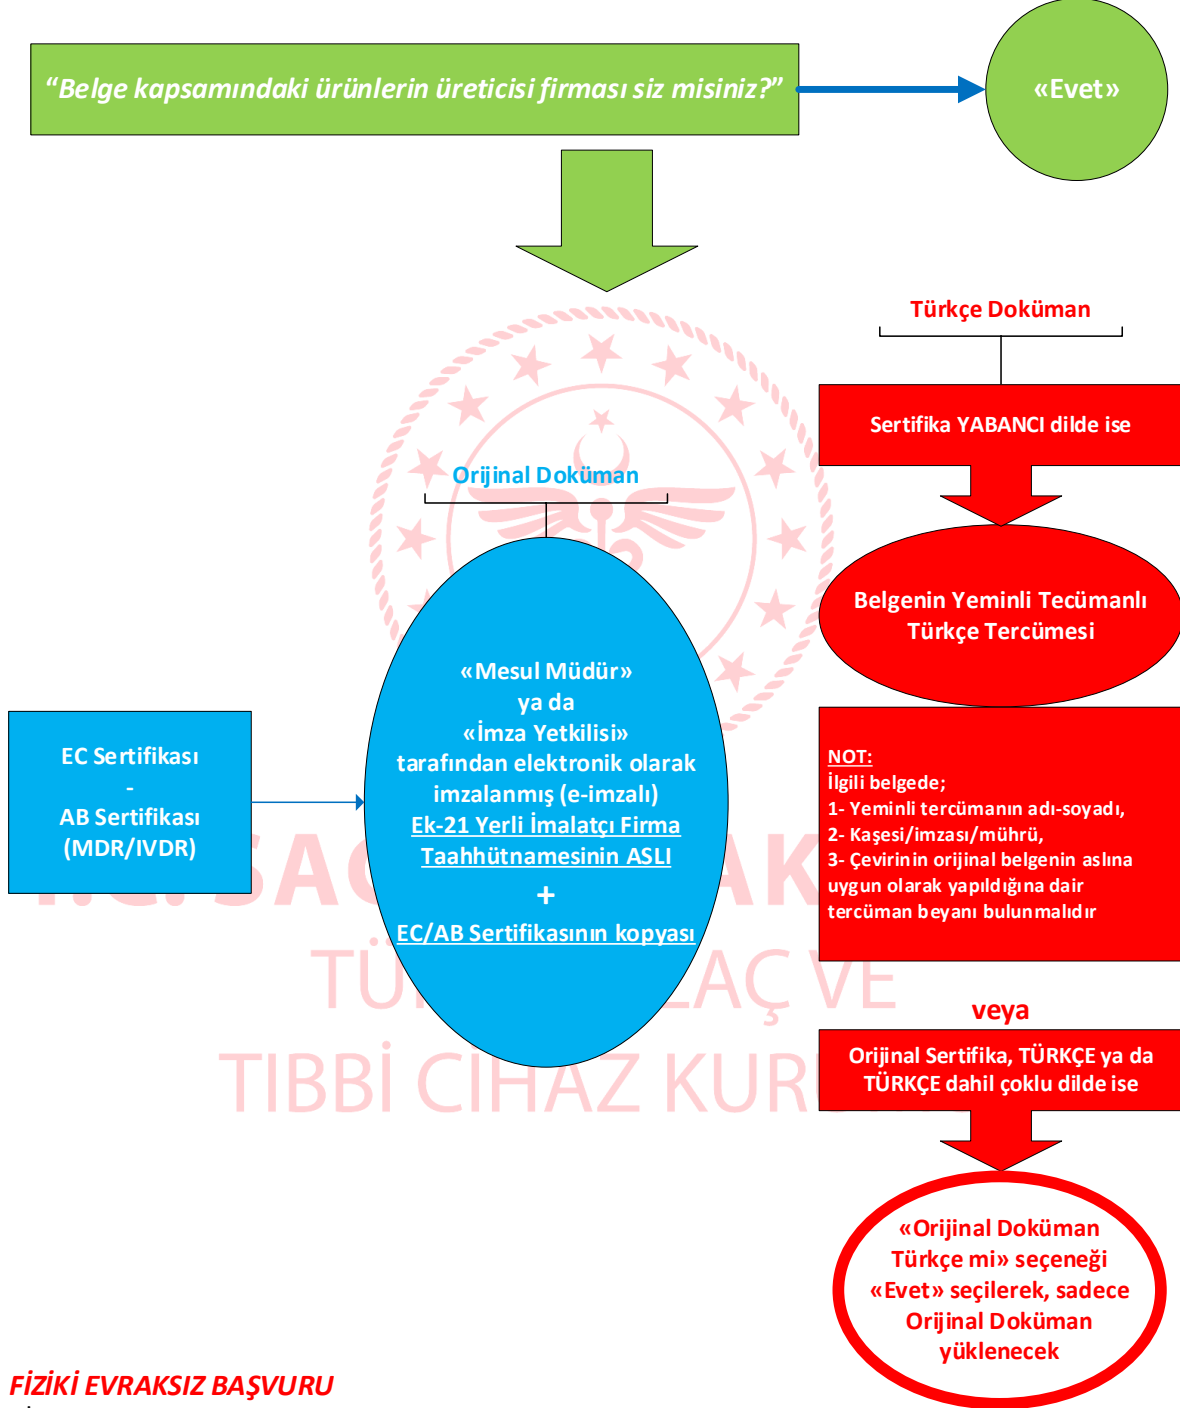 “Belge kapsamındaki ürünlerin üreticisi firması siz misiniz?”
«Evet»
Türkçe Doküman
Sertifika YABANCI dilde ise
Orijinal Doküman
Belgenin Yeminli Tecümanlı
Türkçe Tercümesi
«Mesul Müdür»
ya da
«İmza Yetkilisi»
tarafından elektronik olarak
imzalanmış (e-imzalı)
Ek-21 Yerli İmalatçı Firma
Taahhütnamesinin ASLI
+
EC/AB Sertifikasının kopyası
EC Sertifikası
-
AB Sertifikası
(MDR/IVDR)
NOT:
İlgili belgede;
1- Yeminli tercümanın adı-soyadı,
2- Kaşesi/imzası/mührü,
3- Çevirinin orijinal belgenin aslına
uygun olarak yapıldığına dair
tercüman beyanı bulunmalıdır
veya
Orijinal Sertifika, TÜRKÇE ya da
TÜRKÇE dahil çoklu dilde ise
TIBBİ CİHAZ
«Orijinal Doküman
Türkçe mi» seçeneği
«Evet» seçilerek, sadece
Orijinal Doküman
yüklenecek
FİZİKİ EVRAKSIZ BAŞVURU